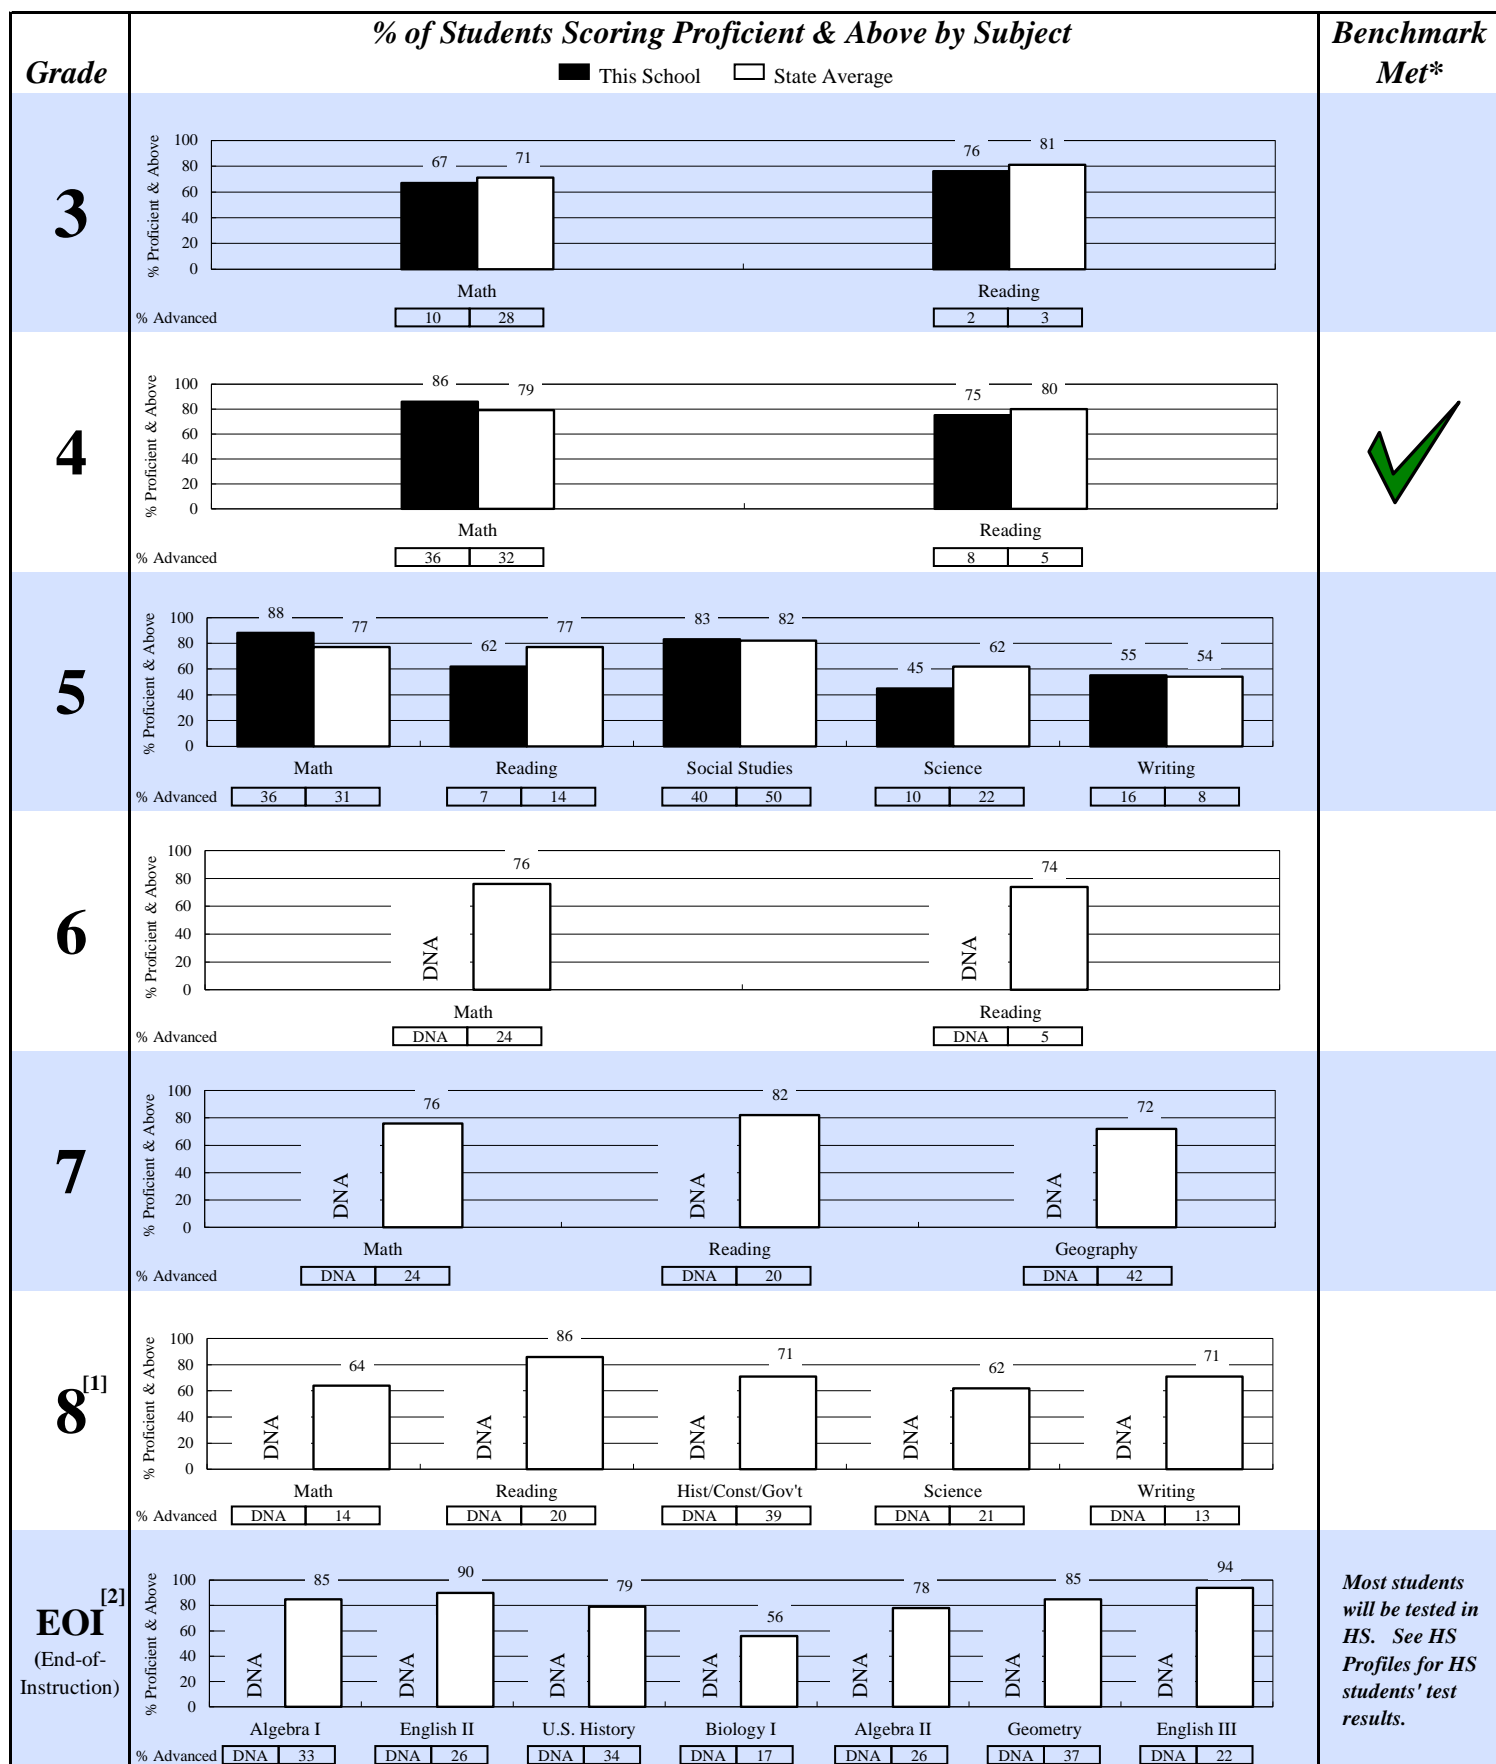 % of Students Scoring Proficient & Above by Subject
Benchmark
Met*
Grade
This School State Average
3
% Proficient & Above
100
80
60
40
20
0
67 71 76 81
Math Reading
% Advanced 10 28 2 3
4
% Proficient & Above
100
80
60
40
20
0
86 79 75 80
Math Reading
% Advanced 36 32 8 5
5
% Proficient & Above
100
80
60
40
20
0
88 77 62 77 83 82 45 62 55 54
Math Reading Social Studies Science Writing
% Advanced 36 31 7 14 40 50 10 22 16 8
6
% Proficient & Above
100
80
60
40
20
0
DNA 76 DNA 74
Math Reading
% Advanced DNA 24 DNA 5
7
% Proficient & Above
100
80
60
40
20
0
DNA 76 DNA 82 DNA 72
Math Reading Geography
% Advanced DNA 24 DNA 20 DNA 42
8[1]
% Proficient & Above
100
80
60
40
20
0
DNA 64 DNA 86 DNA 71 DNA 62 DNA 71
Math Reading Hist/Const/Gov't Science Writing
% Advanced DNA 14 DNA 20 DNA 39 DNA 21 DNA 13
EOI[2]
(End-of-
Instruction)
% Proficient & Above
100
80
60
40
20
0
DNA 85 DNA 90 DNA 79 DNA 56 DNA 78 DNA 85 DNA 94
Algebra I English II U.S. History Biology I Algebra II Geometry English III
% Advanced DNA 33 DNA 26 DNA 34 DNA 17 DNA 26 DNA 37 DNA 22
Most students
will be tested in
HS. See HS
Profiles for HS
students' test
results.